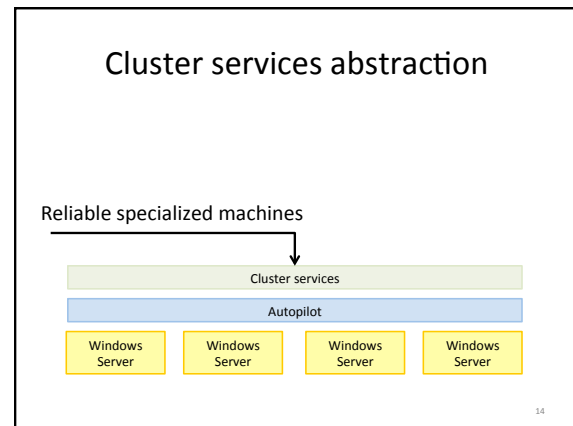 Cluster services abstraction
Reliable specialized machines
Cluster services
Autopilot
Windows
Server
Windows
Server
Windows
Server
Windows
Server
14